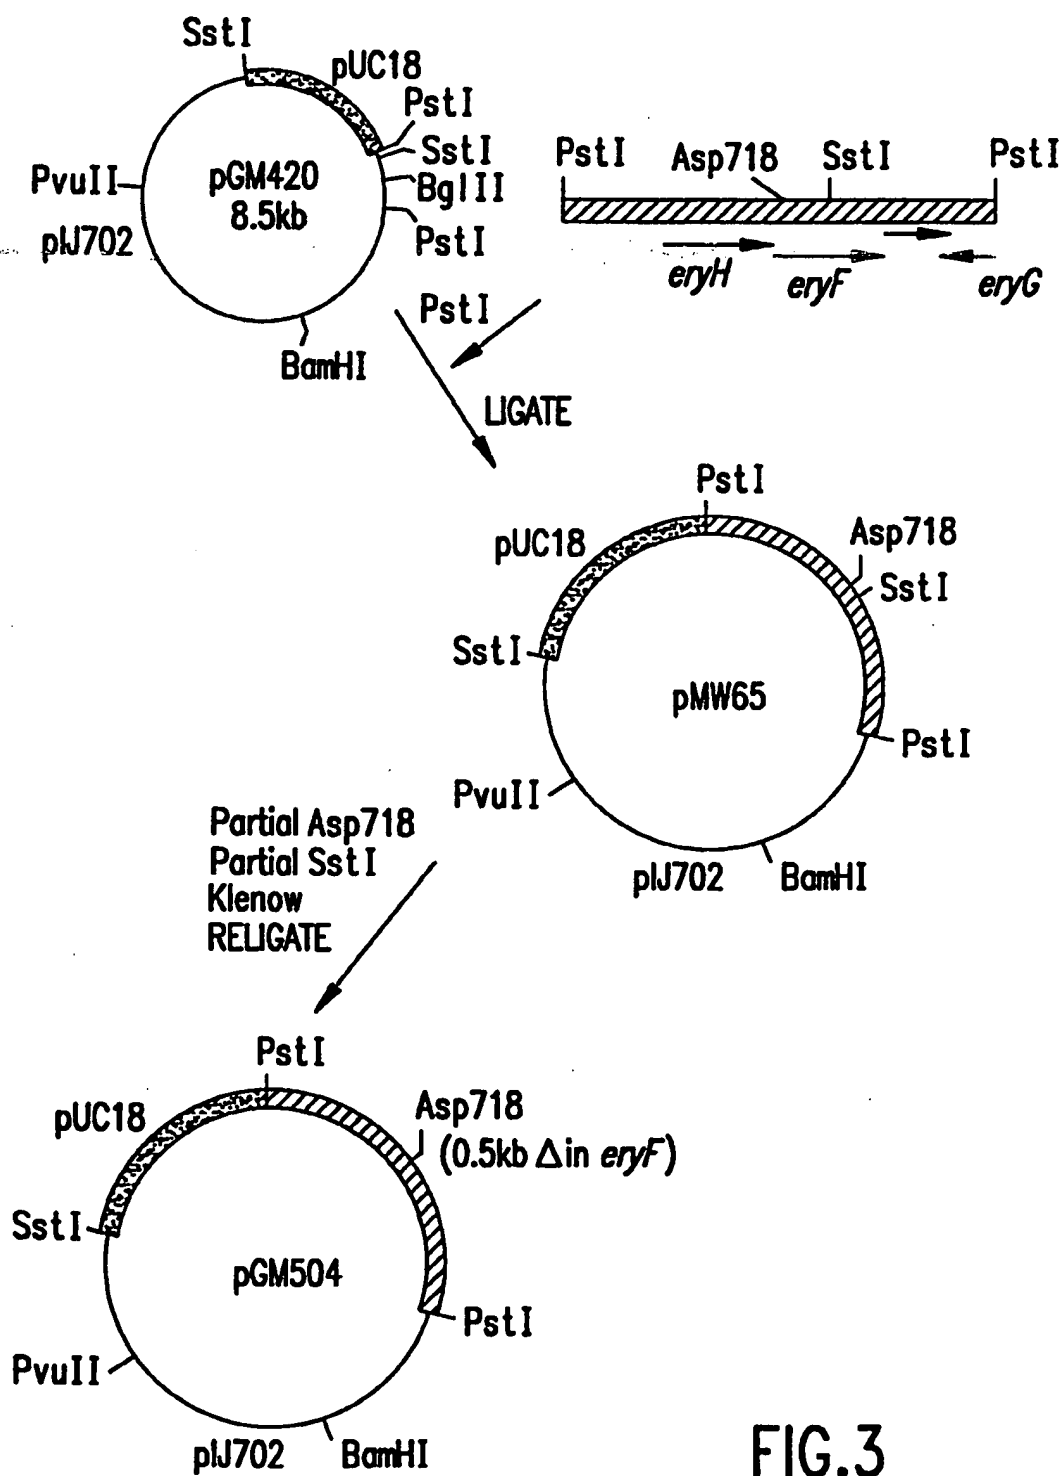 SstI
pUC18
PstI
SstI
BglII
PstI
PvuII
pIJ702
pGM420
8.5kb
BamHI
PstI
Asp718
SstI
PstI
eryH
eryF
eryG
PstI
LIGATE
PstI
pUC18
Asp718
SstI
SstI
pMW65
PstI
PvuII
pIJ702
BamHI
Partial Asp718
Partial SstI
Klenow
RELIGATE
PstI
pUC18
Asp718
(0.5kb Δ in eryF)
SstI
pGM504
PstI
PvuII
pIJ702
BamHI
FIG.3